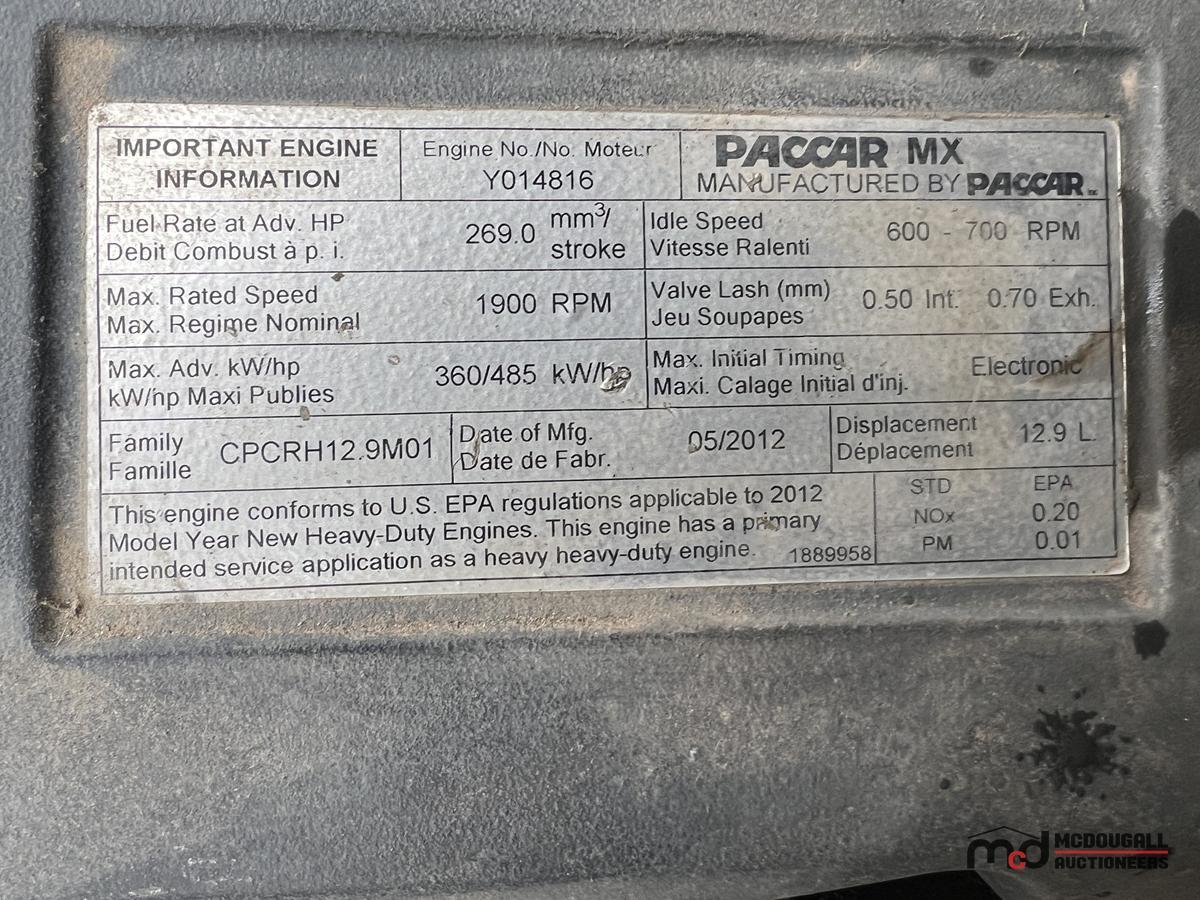 IMPORTANT ENGINE
INFORMATION
Engine No./No. Moteur
Y014816
PACCAR MX
MANUFACTURED BY PACCAR
Fuel Rate at Adv. HP
Debit Combust à p. i.
269.0 mm3/
stroke
Idle Speed
Vitesse Ralenti
600 - 700 RPM
Max. Rated Speed
Max. Regime Nominal
1900 RPM
Valve Lash (mm)
Jeu Soupapes
0.50 Int. 0.70 Exh.
Max. Adv. kW/hp
kW/hp Maxi Publies
360/485 kW/hp
Max. Initial Timing
Maxi. Calage Initial d'inj.
Electronic
Family
Famille
CPCRH12.9M01
Date of Mfg.
Date de Fabr.
05/2012
Displacement
Déplacement
12.9 L.
This engine conforms to U.S. EPA regulations applicable to 2012
Model Year New Heavy-Duty Engines. This engine has a primary
intended service application as a heavy heavy-duty engine. 1889958
STD EPA
NOx 0.20
PM 0.01
mcd MCDOUGALL
AUCTIONEERS